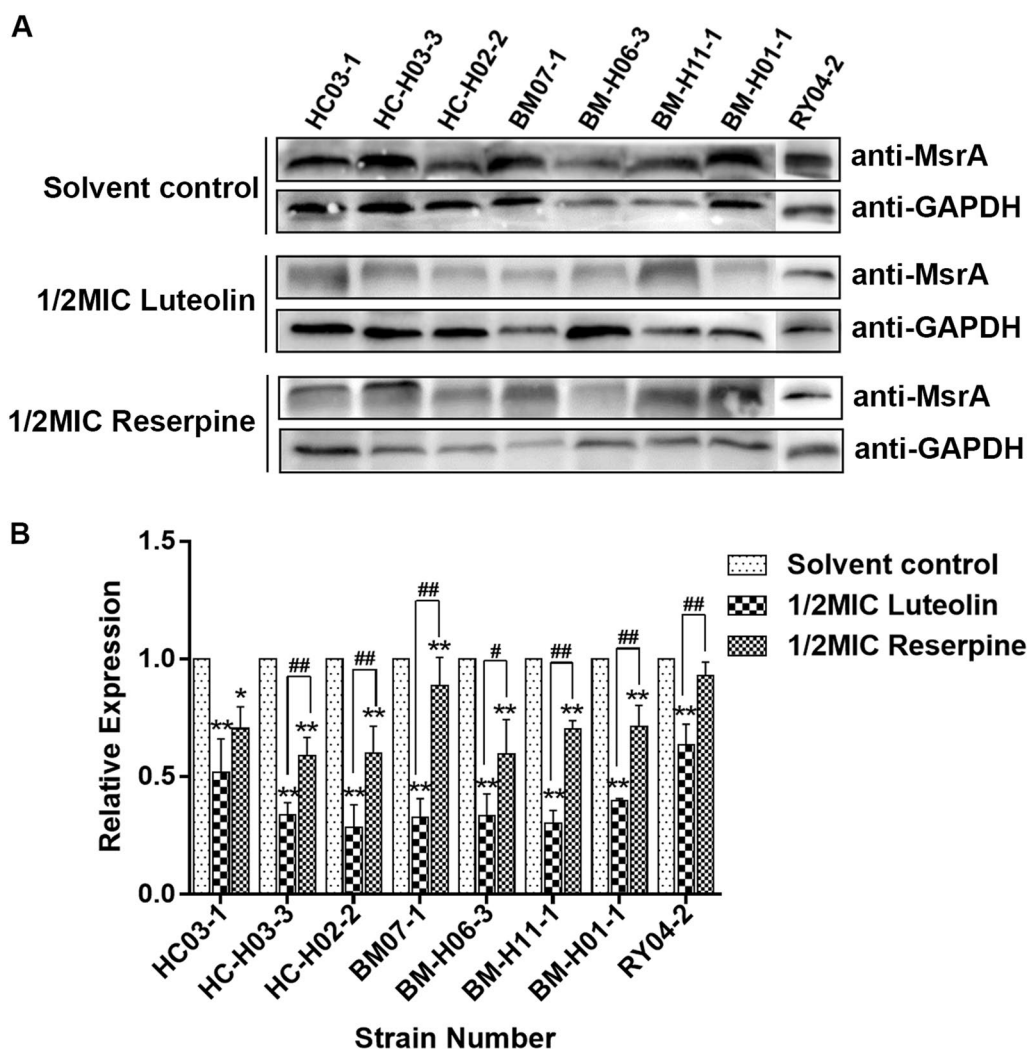 A
HC03-1 HC-H03-3 HC-H02-2 BM07-1 BM-H06-3 BM-H11-1 BM-H01-1 RY04-2
Solvent control
anti-MsrA
anti-GAPDH
1/2MIC Luteolin
anti-MsrA
anti-GAPDH
1/2MIC Reserpine
anti-MsrA
anti-GAPDH
B
Relative Expression
1.5
1.0
0.5
0.0
Solvent control
1/2MIC Luteolin
1/2MIC Reserpine
** *
** ** ##
** ** ##
** ** ##
** ** #
** ** ##
** ** ##
** ##
HC03-1 HC-H03-3 HC-H02-2 BM07-1 BM-H06-3 BM-H11-1 BM-H01-1 RY04-2
Strain Number